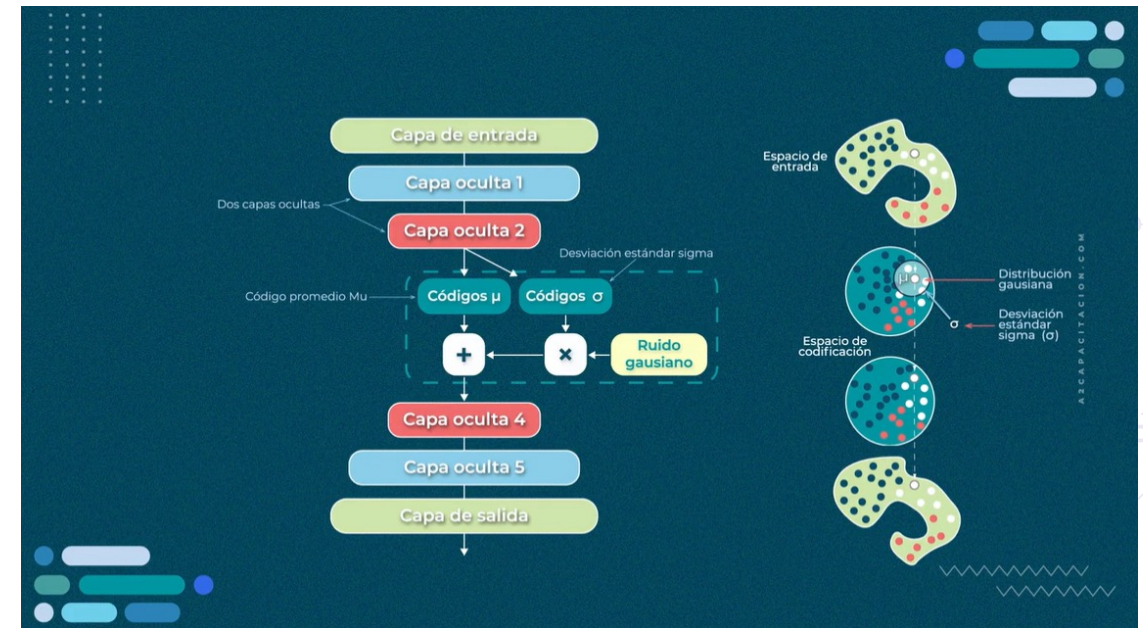 Capa de entrada
Capa oculta 1
Dos capas ocultas
Capa oculta 2
Desviación estándar sigma
Código promedio Mu
Códigos μ
Códigos σ
+
×
Ruido
gaussiano
Capa oculta 4
Capa oculta 5
Capa de salida
Espacio de
entrada
μ
Distribución
gaussiana
σ
Desviación
estándar
sigma (σ)
Espacio de
codificación
A2CAPACITACION.COM